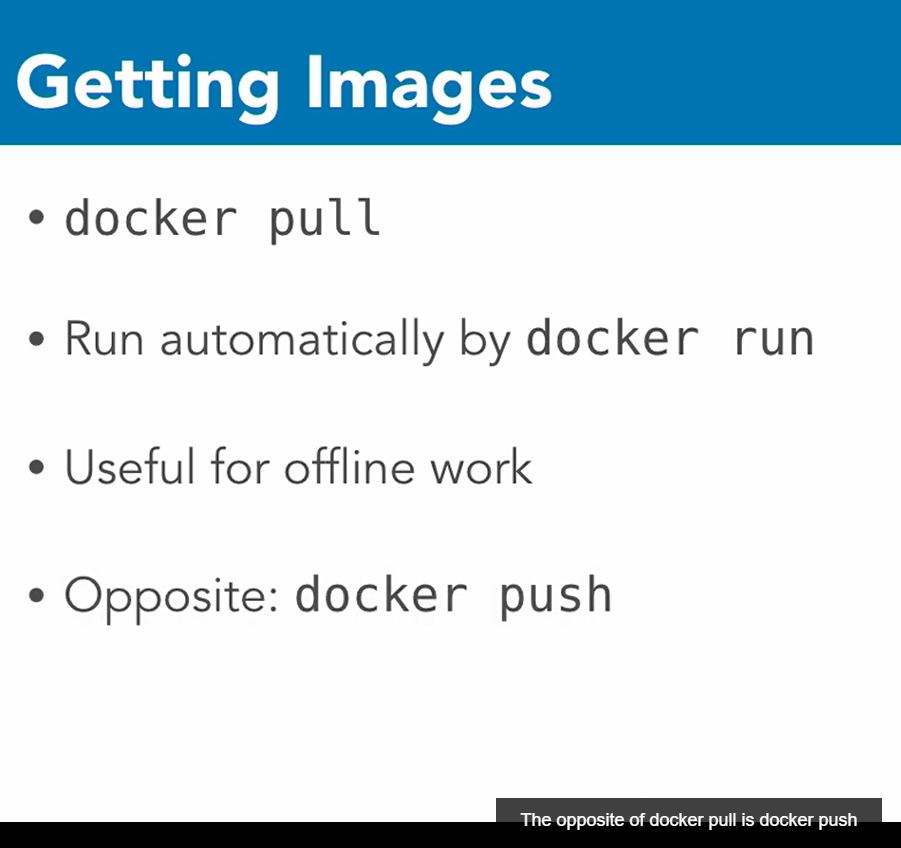 Getting Images
• docker pull
• Run automatically by docker run
• Useful for offline work
• Opposite: docker push
The opposite of docker pull is docker push